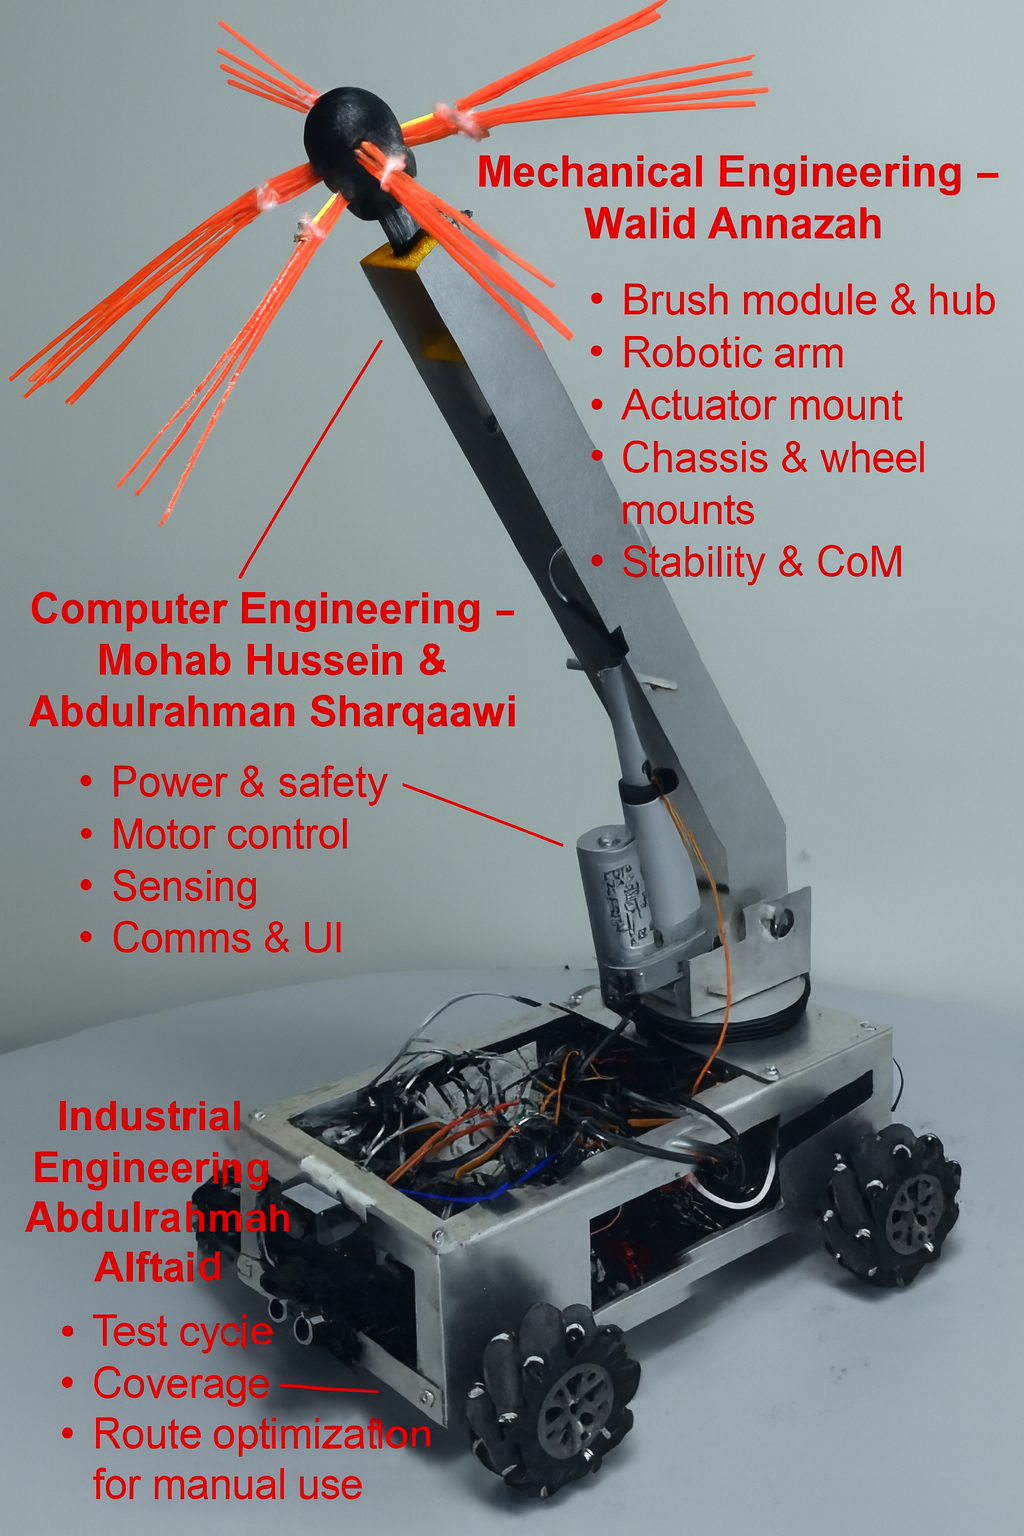 Mechanical Engineering –
Walid Annazah
• Brush module & hub
• Robotic arm
• Actuator mount
• Chassis & wheel
mounts
• Stability & CoM
Computer Engineering –
Mohab Hussein &
Abdulrahman Sharqaawi
• Power & safety
• Motor control
• Sensing
• Comms & UI
Industrial
Engineering
Abdulrahmah
Alftaid
• Test cycie
• Coverage
• Route optimization
for manual use